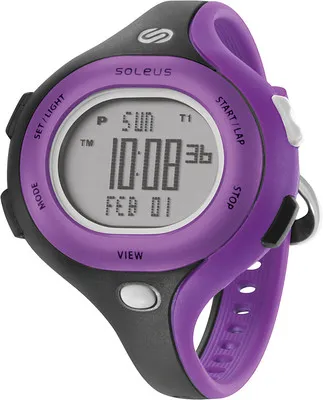 SOLEUS
SET/LIGHT
START/LAP
P SUN T1
TM 10:08 36
FEB 01
MODE
STOP
VIEW